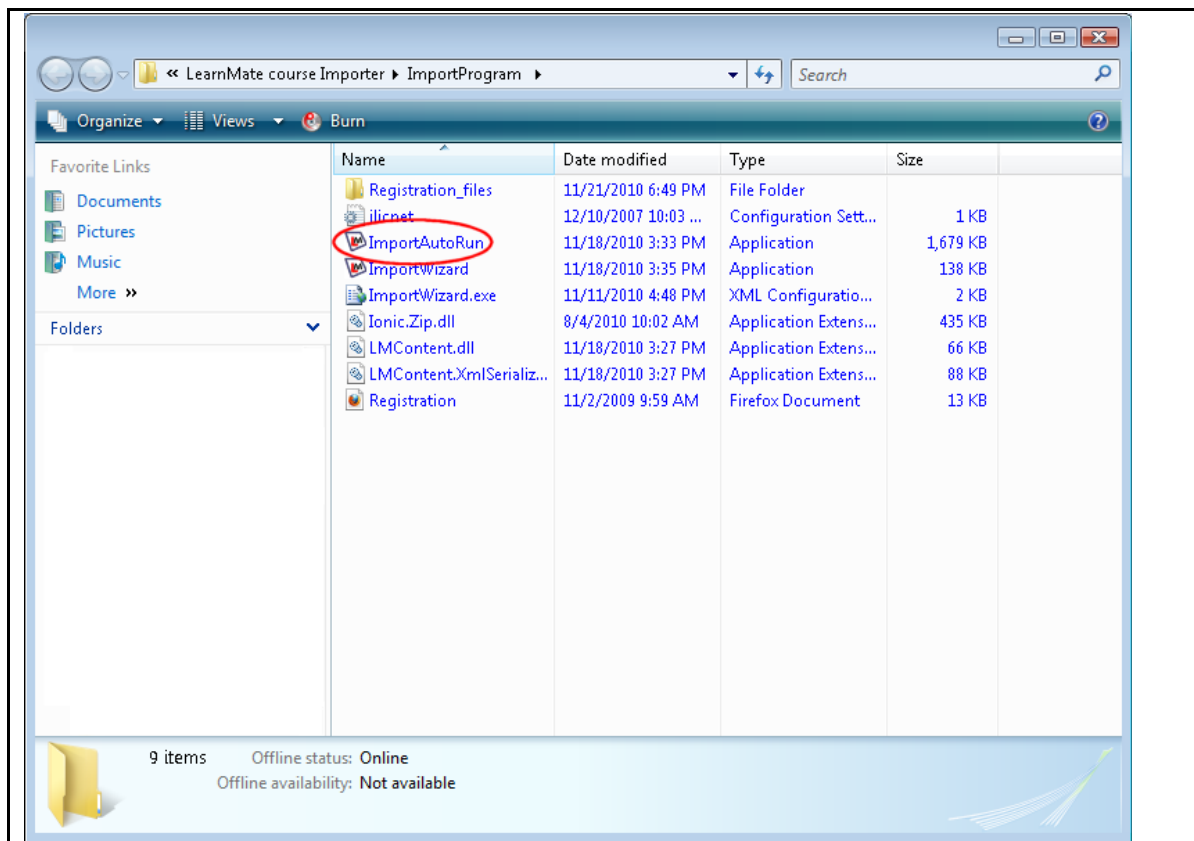 « LearnMate course Importer ImportProgram Search
Organize Views Burn
Favorite Links
Documents
Pictures
Music
More »
Folders
Name Date modified Type Size
Registration_files 11/21/2010 6:49 PM File Folder
ilicnet 12/10/2007 10:03 ... Configuration Sett... 1 KB
ImportAutoRun 11/18/2010 3:33 PM Application 1,679 KB
ImportWizard 11/18/2010 3:35 PM Application 138 KB
ImportWizard.exe 11/11/2010 4:48 PM XML Configuratio... 2 KB
Ionic.Zip.dll 8/4/2010 10:02 AM Application Extens... 435 KB
LMContent.dll 11/18/2010 3:27 PM Application Extens... 66 KB
LMContent.XmlSerializ... 11/18/2010 3:27 PM Application Extens... 88 KB
Registration 11/2/2009 9:59 AM Firefox Document 13 KB
9 items Offline status: Online
Offline availability: Not available